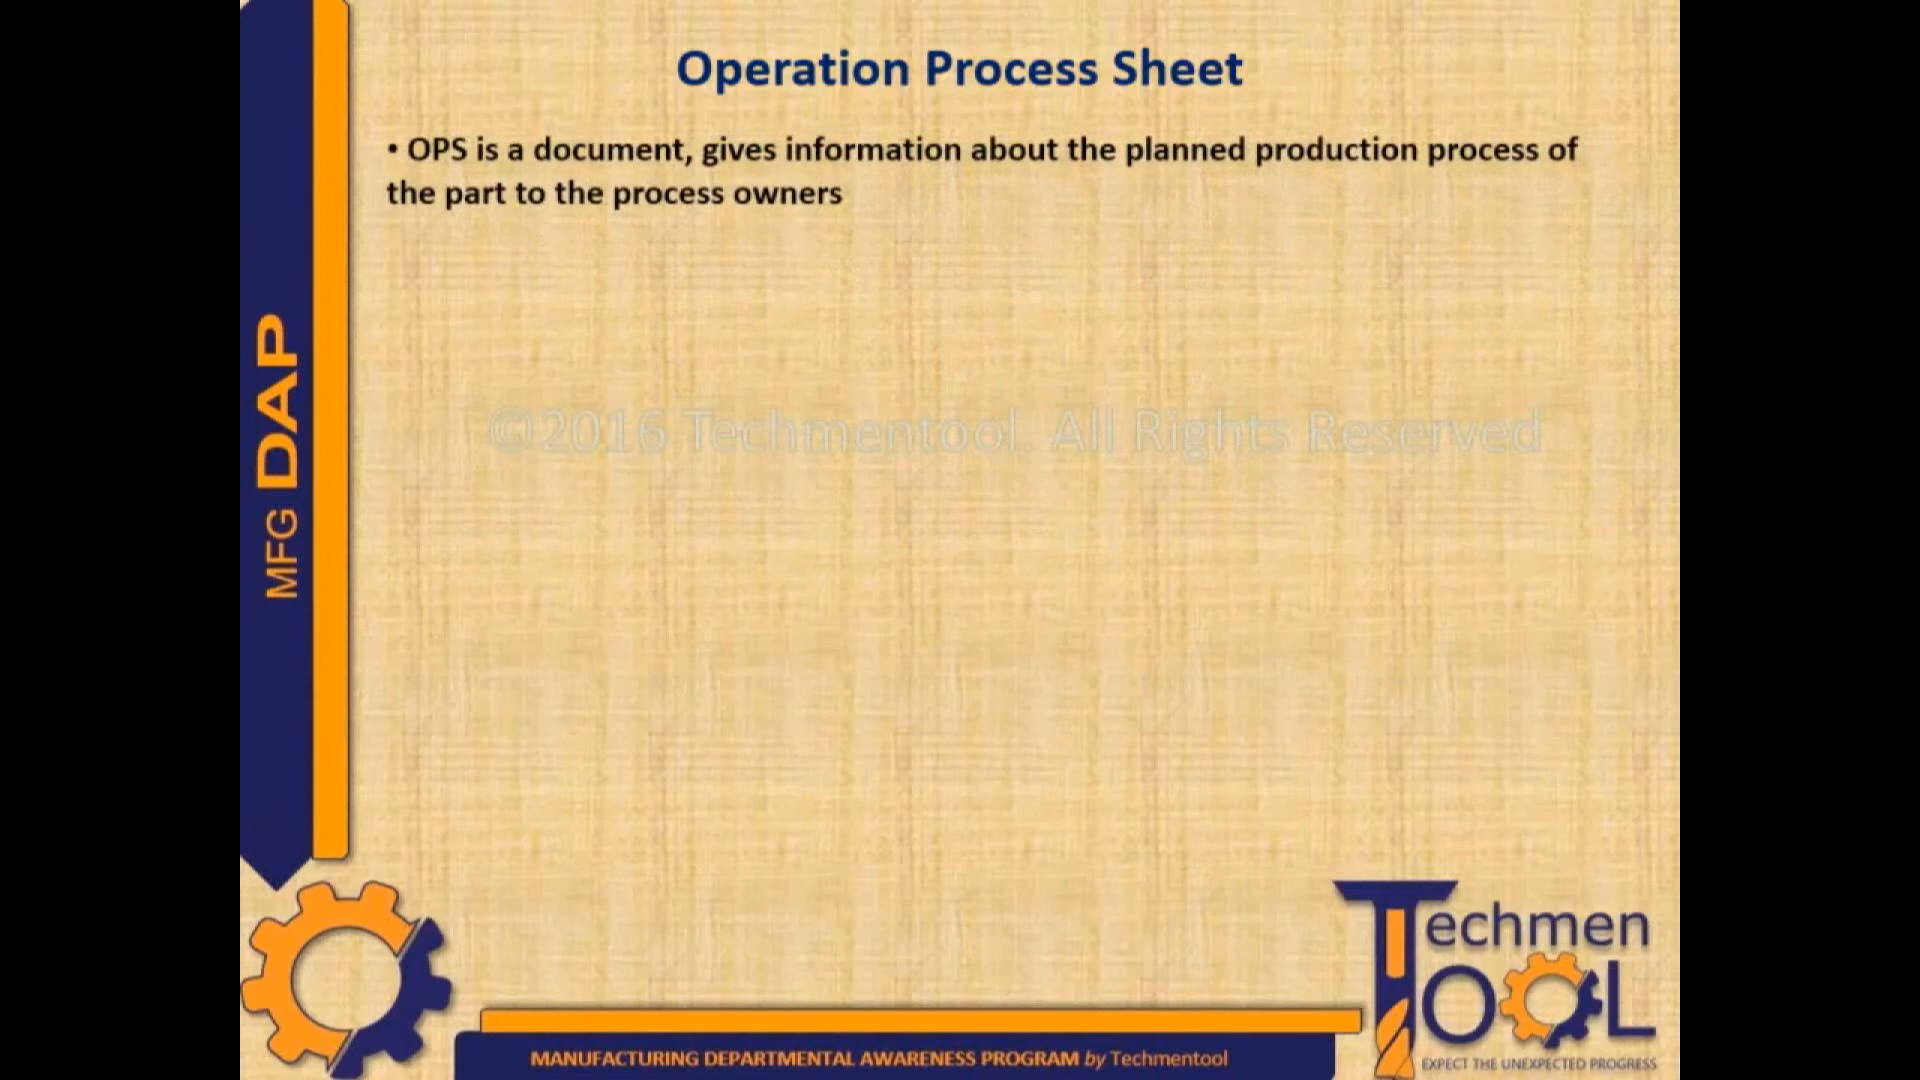 Operation Process Sheet
• OPS is a document, gives information about the planned production process of
the part to the process owners
©2016 Techmentool. All Rights Reserved
MFG DAP
Techmen
TOOL
EXPECT THE UNEXPECTED PROGRESS
MANUFACTURING DEPARTMENTAL AWARENESS PROGRAM by Techmentool